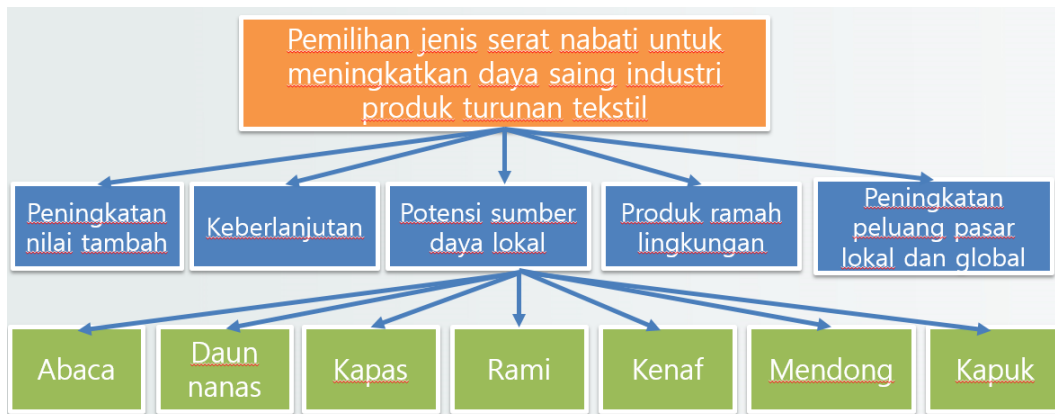 Pemilihan jenis serat nabati untuk
meningkatkan daya saing industri
produk turunan tekstil
Peningkatan
nilai tambah
Keberlanjutan
Potensi sumber
daya lokal
Produk ramah
lingkungan
Peningkatan
peluang pasar
lokal dan global
Abaca
Daun
nanas
Kapas
Rami
Kenaf
Mendong
Kapuk